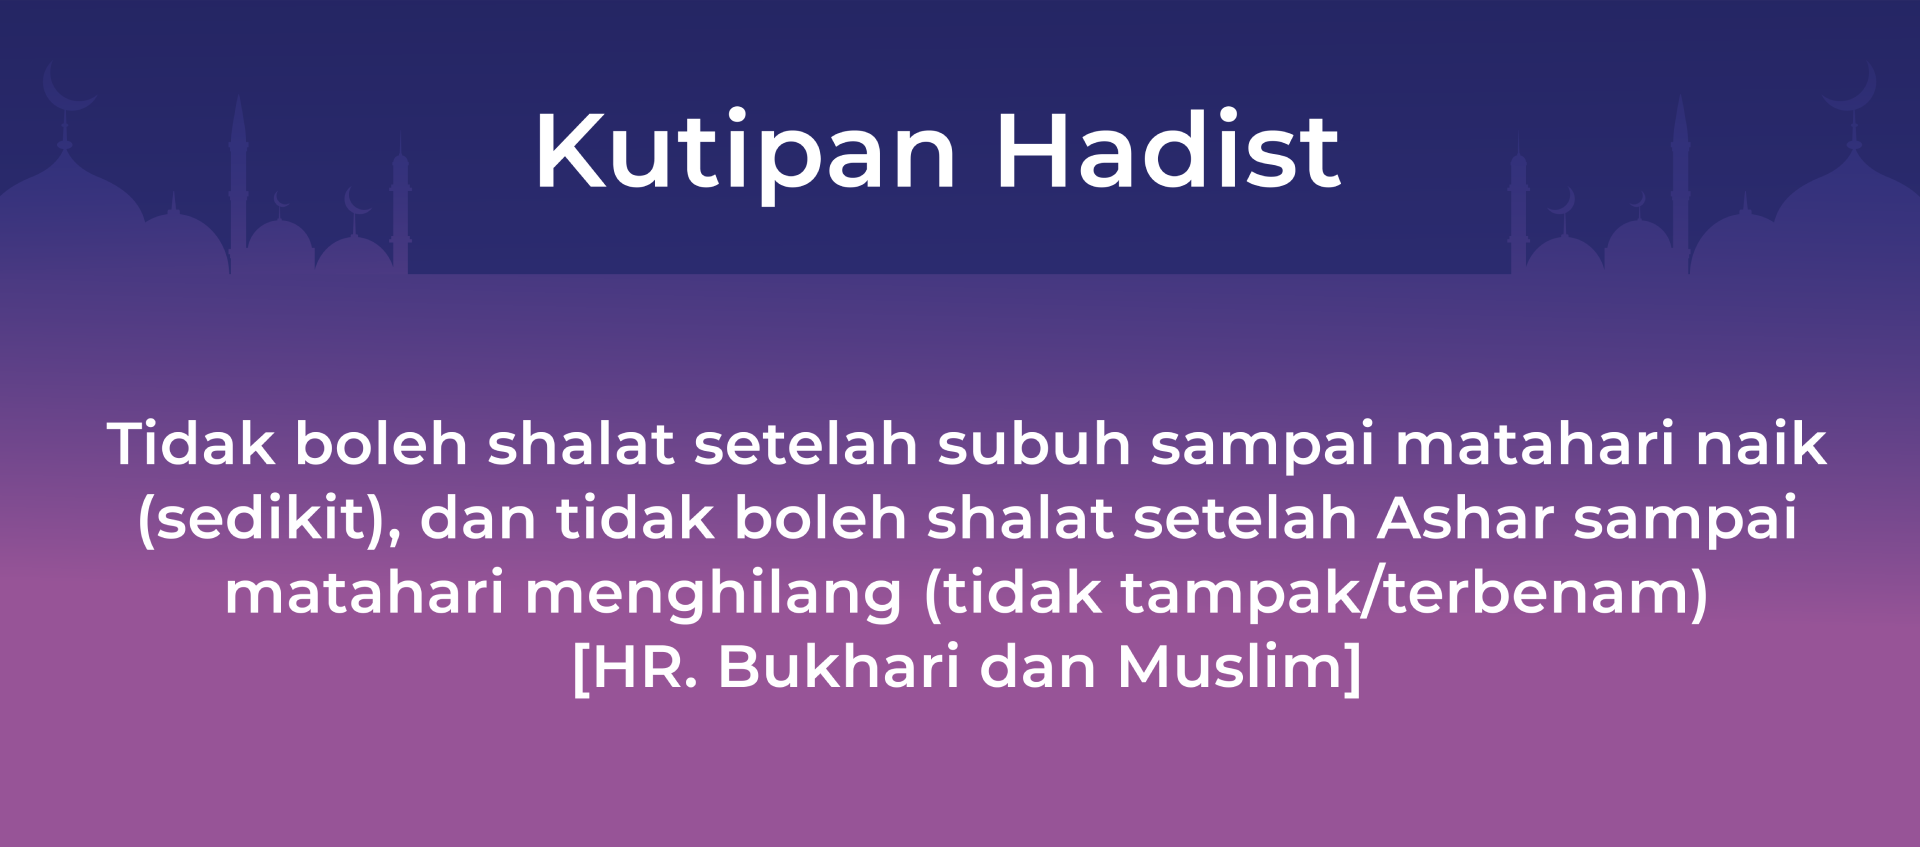 Kutipan Hadist
Tidak boleh shalat setelah subuh sampai matahari naik
(sedikit), dan tidak boleh shalat setelah Ashar sampai
matahari menghilang (tidak tampak/terbenam)
[HR. Bukhari dan Muslim]